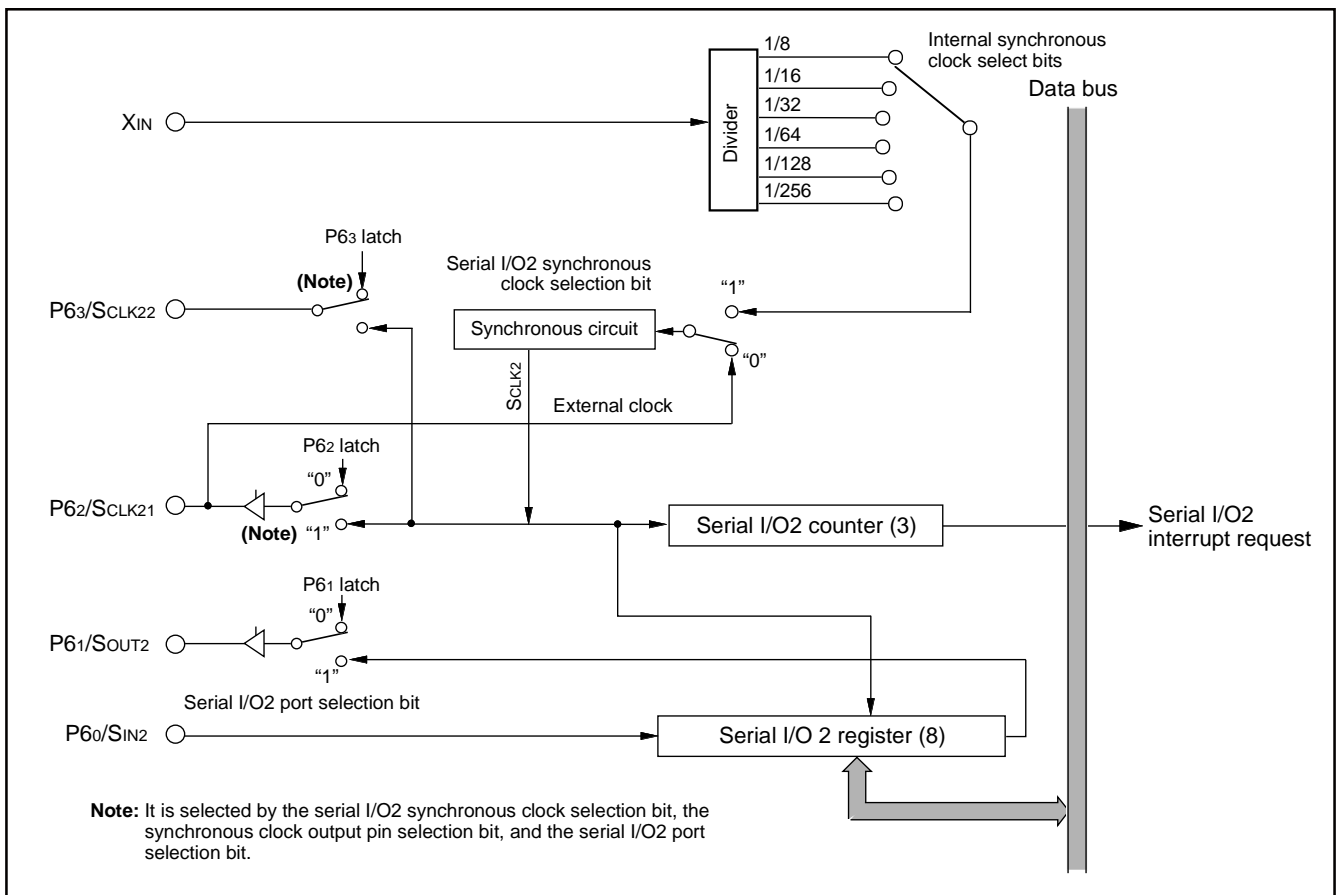 1/8
Internal synchronous
clock select bits
1/16
Data bus
1/32
XIN
Divider
1/64
1/128
1/256
P63 latch
Serial I/O2 synchronous
clock selection bit
(Note)
“1”
P63/SCLK22
Synchronous circuit
“0”
SCLK2
External clock
P62 latch
“0”
P62/SCLK21
(Note) “1”
Serial I/O2 counter (3)
Serial I/O2
interrupt request
P61 latch
“0”
P61/SOUT2
“1”
Serial I/O2 port selection bit
P60/SIN2
Serial I/O 2 register (8)
Note: It is selected by the serial I/O2 synchronous clock selection bit, the
synchronous clock output pin selection bit, and the serial I/O2 port
selection bit.